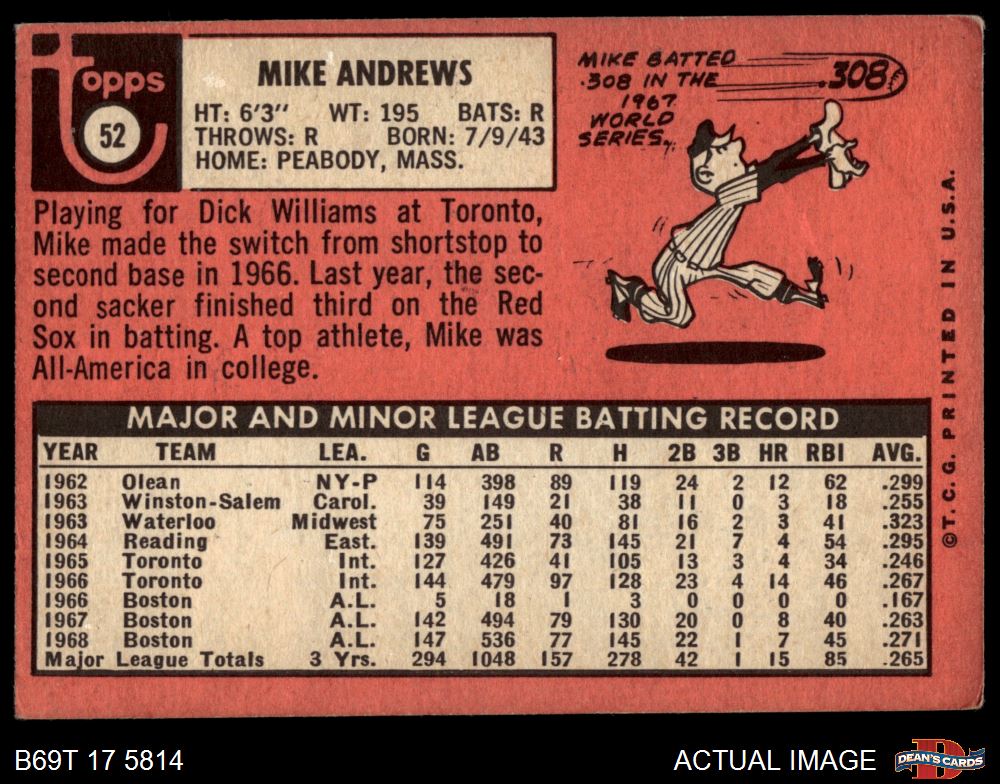 Topps
52
MIKE ANDREWS
HT: 6'3" WT: 195 BATS: R
THROWS: R BORN: 7/9/43
HOME: PEABODY, MASS.
MIKE BATTED
.308 IN THE
1967
WORLD
SERIES.
.308
Playing for Dick Williams at Toronto,
Mike made the switch from shortstop to
second base in 1966. Last year, the sec-
ond sacker finished third on the Red
Sox in batting. A top athlete, Mike was
All-America in college.
MAJOR AND MINOR LEAGUE BATTING RECORD
YEAR TEAM LEA. G AB R H 2B 3B HR RBI AVG.
1962 Olean NY-P 114 398 89 119 24 2 12 62 .299
1963 Winston-Salem Carol. 39 149 21 38 11 0 3 18 .255
1963 Waterloo Midwest 75 251 40 81 16 2 3 41 .323
1964 Reading East. 139 491 73 145 21 7 4 54 .295
1965 Toronto Int. 127 426 41 105 13 3 4 34 .246
1966 Toronto Int. 144 479 97 128 23 4 14 46 .267
1966 Boston A.L. 5 18 1 3 0 0 0 0 .167
1967 Boston A.L. 142 494 79 130 20 0 8 40 .263
1968 Boston A.L. 147 536 77 145 22 1 7 45 .271
Major League Totals 3 Yrs. 294 1048 157 278 42 1 15 85 .265
©T.C.G. PRINTED IN U.S.A.
B69T 17 5814
ACTUAL IMAGE
DEAN'S CARDS